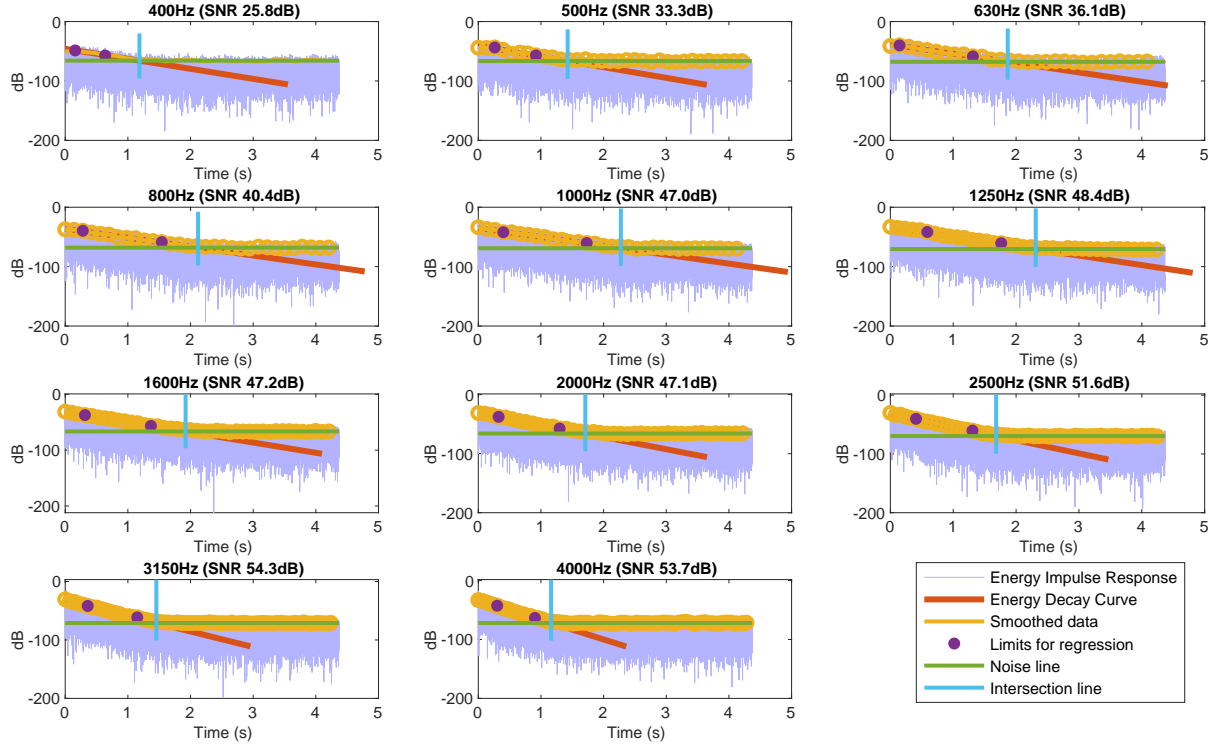 400Hz (SNR 25.8dB)
0
-100
-200
dB
0 1 2 3 4 5
Time (s)
500Hz (SNR 33.3dB)
0
-100
-200
dB
0 1 2 3 4 5
Time (s)
630Hz (SNR 36.1dB)
0
-100
-200
dB
0 1 2 3 4 5
Time (s)
800Hz (SNR 40.4dB)
0
-100
-200
dB
0 1 2 3 4 5
Time (s)
1000Hz (SNR 47.0dB)
0
-100
-200
dB
0 1 2 3 4 5
Time (s)
1250Hz (SNR 48.4dB)
0
-100
-200
dB
0 1 2 3 4 5
Time (s)
1600Hz (SNR 47.2dB)
0
-100
-200
dB
0 1 2 3 4 5
Time (s)
2000Hz (SNR 47.1dB)
0
-100
-200
dB
0 1 2 3 4 5
Time (s)
2500Hz (SNR 51.6dB)
0
-100
-200
dB
0 1 2 3 4 5
Time (s)
3150Hz (SNR 54.3dB)
0
-100
-200
dB
0 1 2 3 4 5
Time (s)
4000Hz (SNR 53.7dB)
0
-100
-200
dB
0 1 2 3 4 5
Time (s)
Energy Impulse Response
Energy Decay Curve
Smoothed data
Limits for regression
Noise line
Intersection line